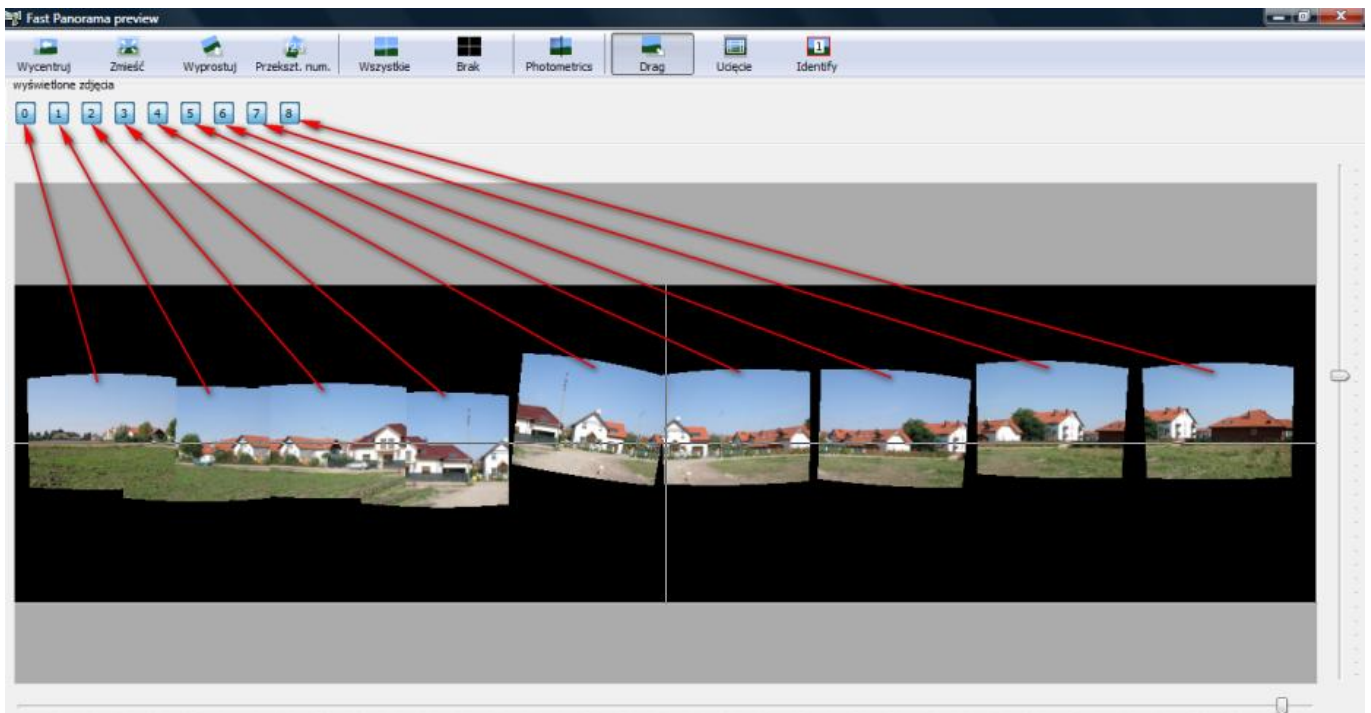 Fast Panorama preview
Wycentruj Zmieść Wyprostuj Przekszt. num. Wszystkie Brak Photometrics Drag Ucięcie Identify
wyświetlone zdjęcia
0 1 2 3 4 5 6 7 8